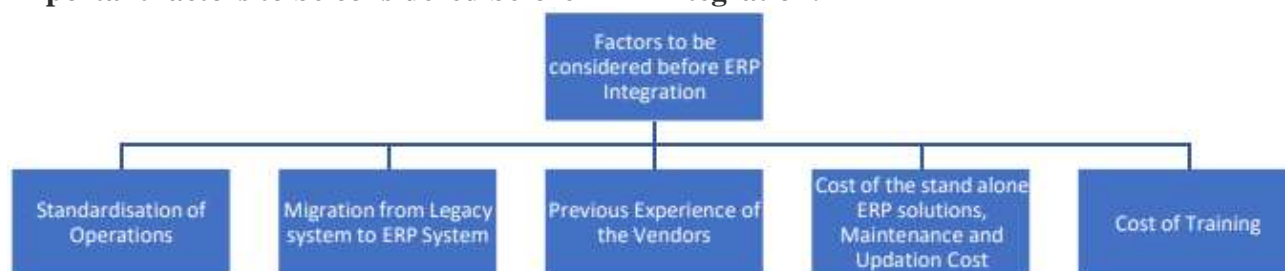 Factors to be
considered before ERP
Integration
Standardisation of
Operations
Migration from Legacy
system to ERP System
Previous Experience of
the Vendors
Cost of the stand alone
ERP solutions,
Maintenance and
Updation Cost
Cost of Training